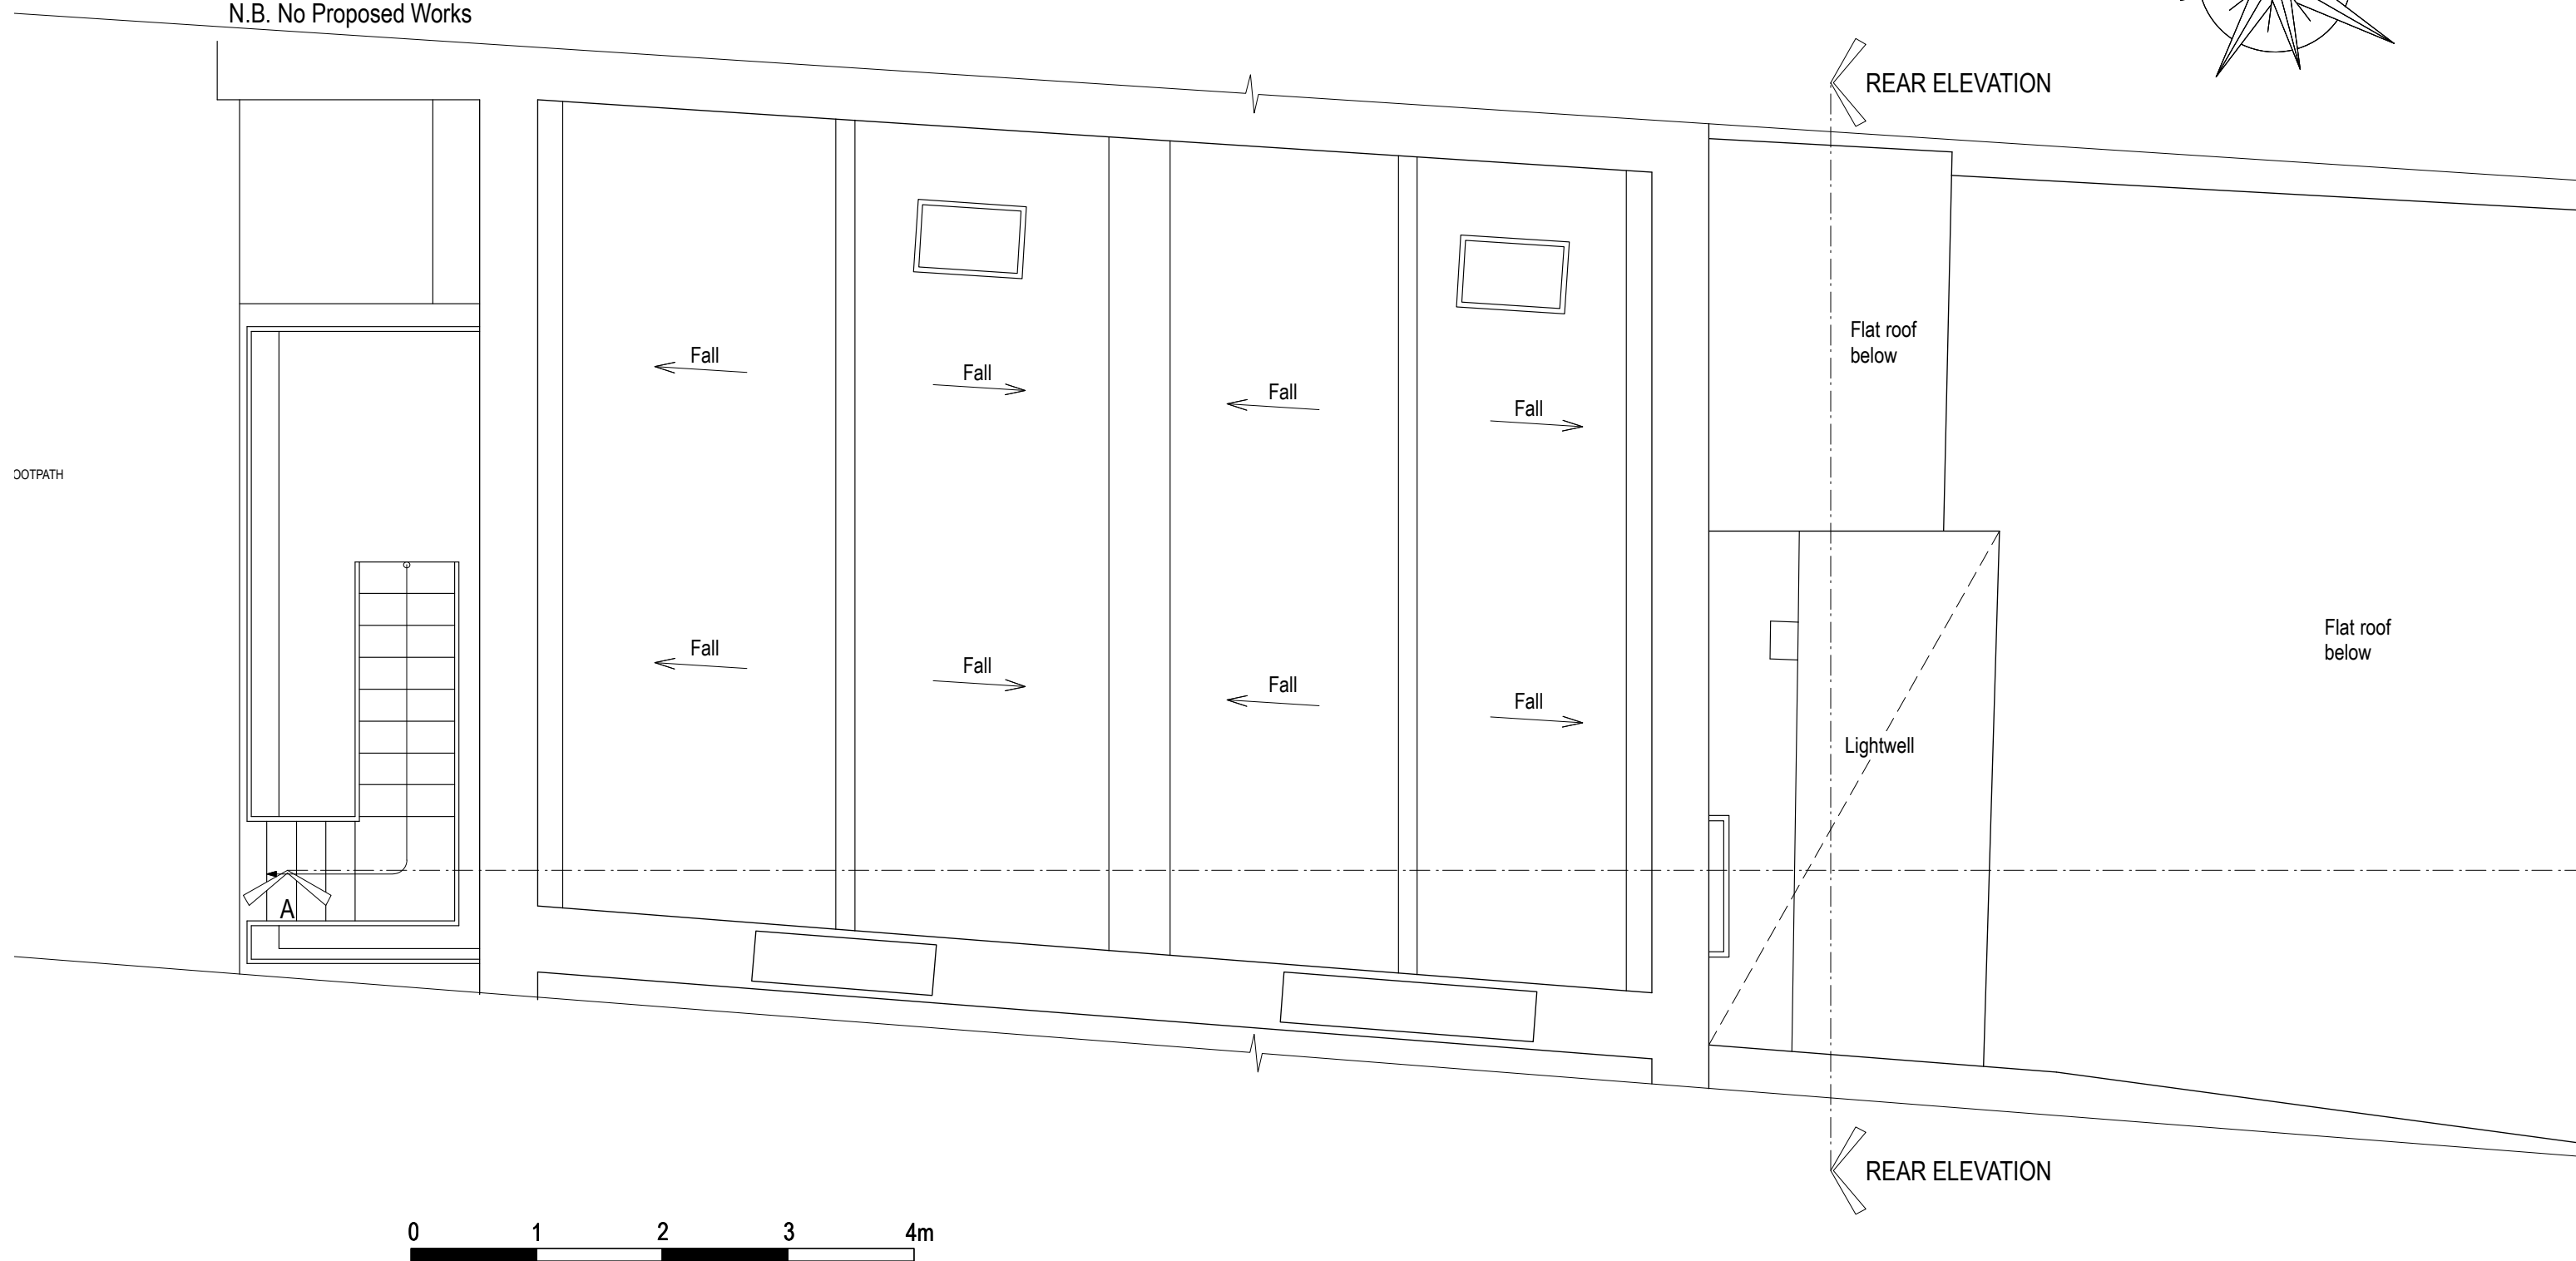 N.B. No Proposed Works
REAR ELEVATION
Flat roof
below
Fall
Fall
Fall
Fall
OOTPATH
Flat roof
below
Fall
Fall
Fall
Fall
Lightwell
A
REAR ELEVATION
0 1 2 3 4m